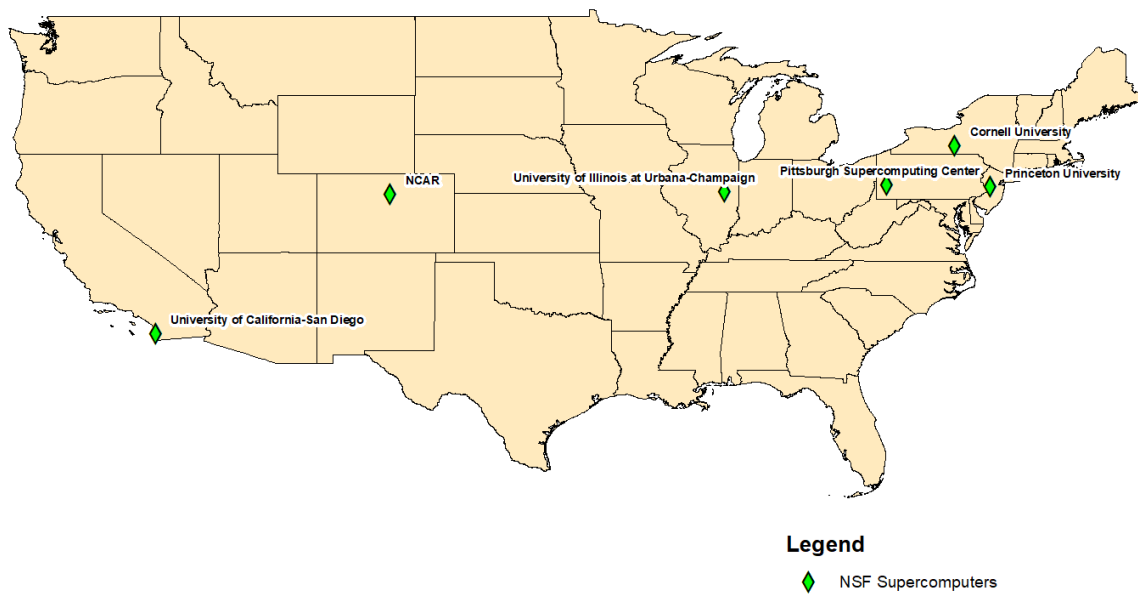 Cornell University
Pittsburgh Supercomputing Center
Princeton University
NCAR
University of Illinois at Urbana-Champaign
University of California-San Diego
Legend
NSF Supercomputers